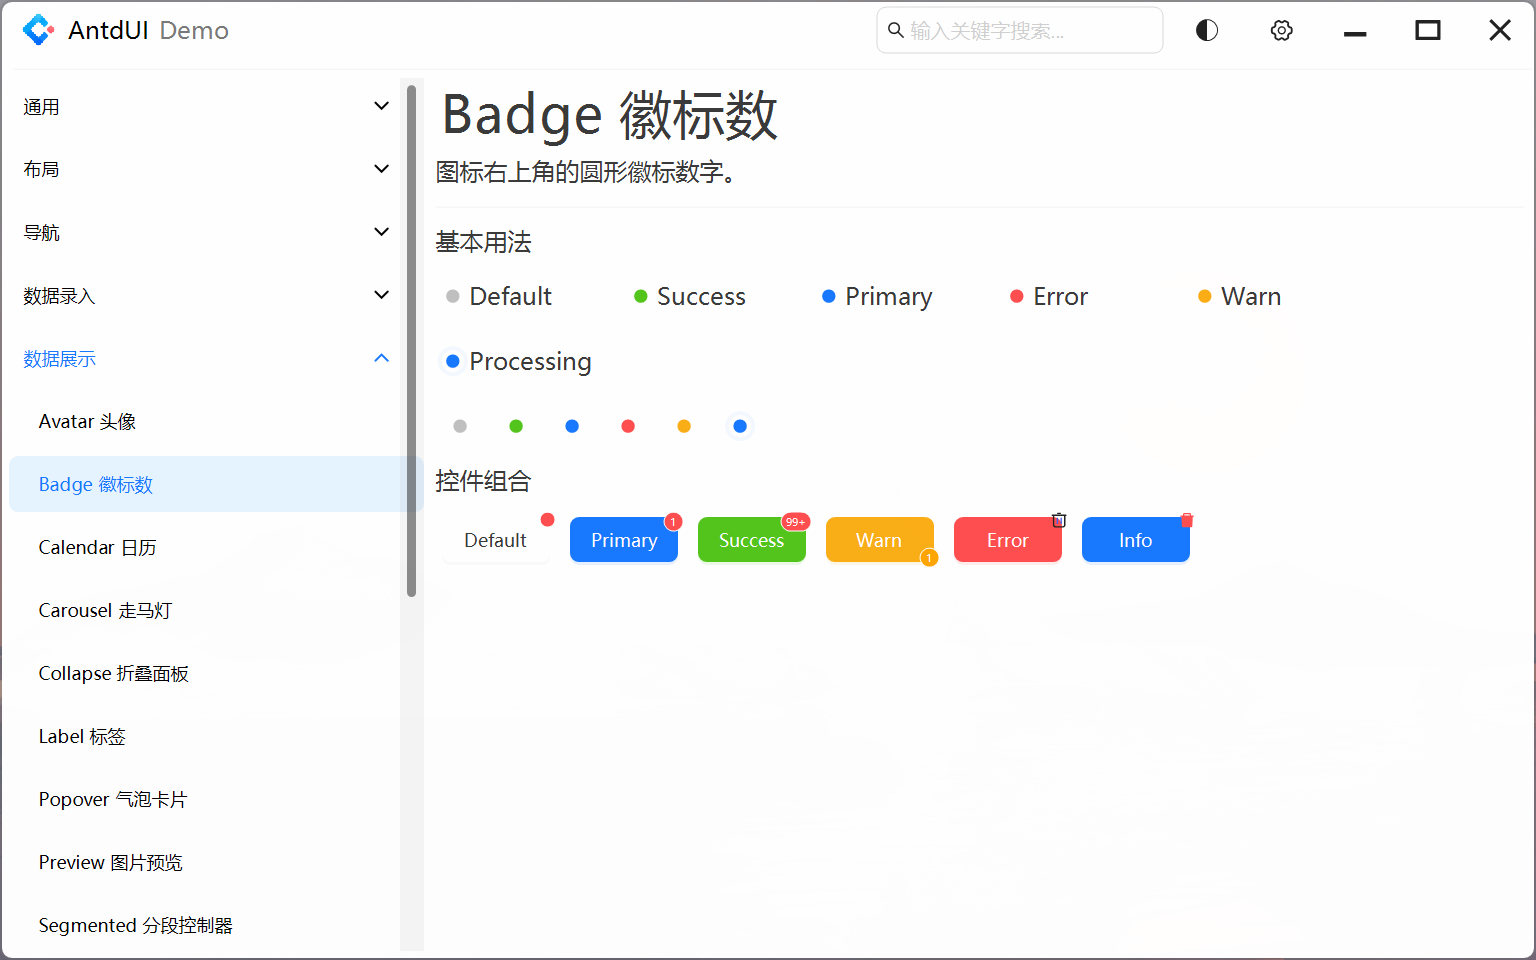 AntdUI Demo
输入关键字搜索...
通用
布局
导航
数据录入
数据展示
Avatar 头像
Badge 徽标数
Calendar 日历
Carousel 走马灯
Collapse 折叠面板
Label 标签
Popover 气泡卡片
Preview 图片预览
Segmented 分段控制器
Badge 徽标数
图标右上角的圆形徽标数字。
基本用法
Default Success Primary Error Warn
Processing
控件组合
Default Primary 1 Success 99+ Warn 1 Error Info